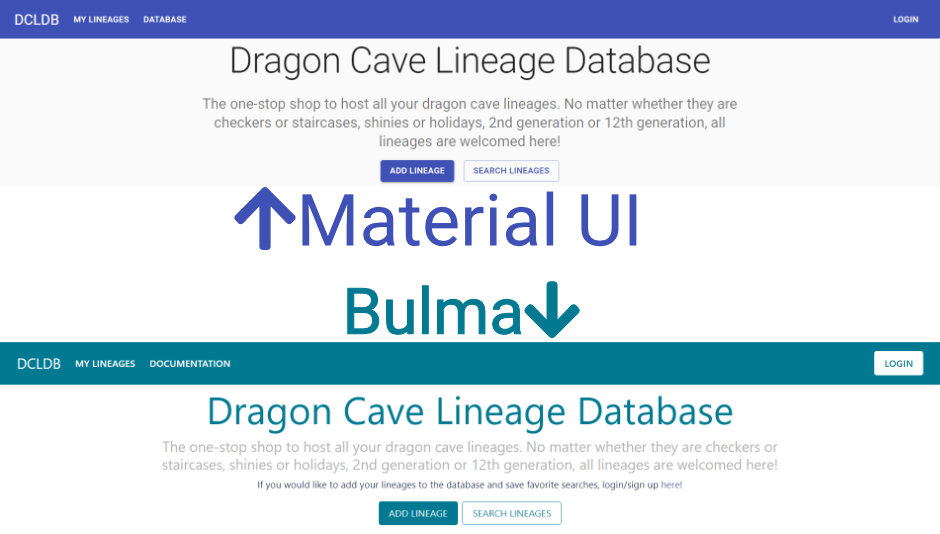 DCLDB MY LINEAGES DATABASE LOGIN
Dragon Cave Lineage Database
The one-stop shop to host all your dragon cave lineages. No matter whether they are
checkers or staircases, shinies or holidays, 2nd generation or 12th generation, all
lineages are welcomed here!
ADD LINEAGE SEARCH LINEAGES
Material UI
Bulma
DCLDB MY LINEAGES DOCUMENTATION LOGIN
Dragon Cave Lineage Database
The one-stop shop to host all your dragon cave lineages. No matter whether they are checkers or
staircases, shinies or holidays, 2nd generation or 12th generation, all lineages are welcomed here!
If you would like to add your lineages to the database and save favorite searches, login/sign up here!
ADD LINEAGE SEARCH LINEAGES